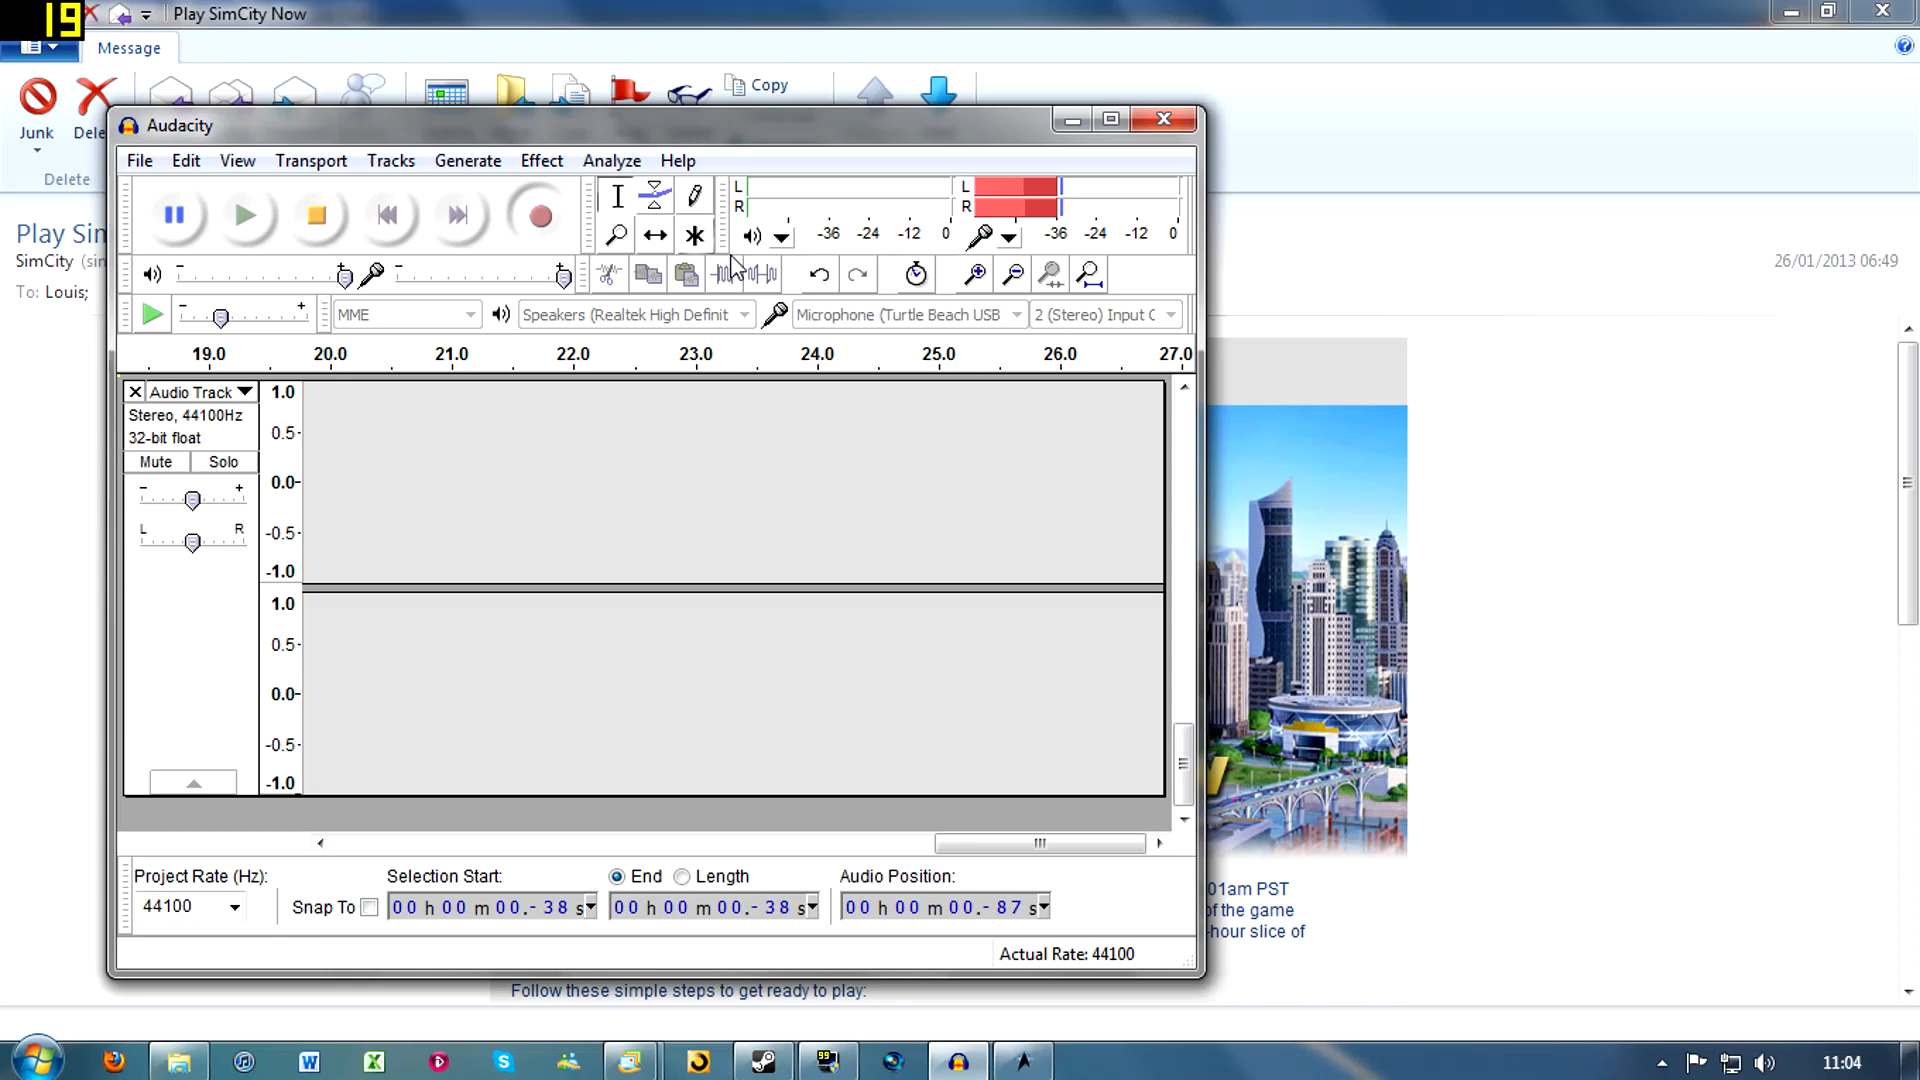 19
Play SimCity Now
Message
Copy
Junk
Dele
Delete
Play Sim
SimCity (sim
To: Louis;
26/01/2013 06:49
Audacity
File Edit View Transport Tracks Generate Effect Analyze Help
L
R
-36 -24 -12 0
L
R
-36 -24 -12 0
MME
Speakers (Realtek High Definit
Microphone (Turtle Beach USB
2 (Stereo) Input C
19.0 20.0 21.0 22.0 23.0 24.0 25.0 26.0 27.0
Audio Track
Stereo, 44100Hz
32-bit float
Mute Solo
- +
L R
1.0
0.5-
0.0-
-0.5-
-1.0
1.0
0.5-
0.0-
-0.5-
-1.0
Project Rate (Hz):
44100
Snap To
Selection Start:
End Length
Audio Position:
00 h 00 m 00.-38 s
00 h 00 m 00.-38 s
00 h 00 m 00.-87 s
Actual Rate: 44100
01am PST
of the game
-hour slice of
Follow these simple steps to get ready to play:
99
11:04